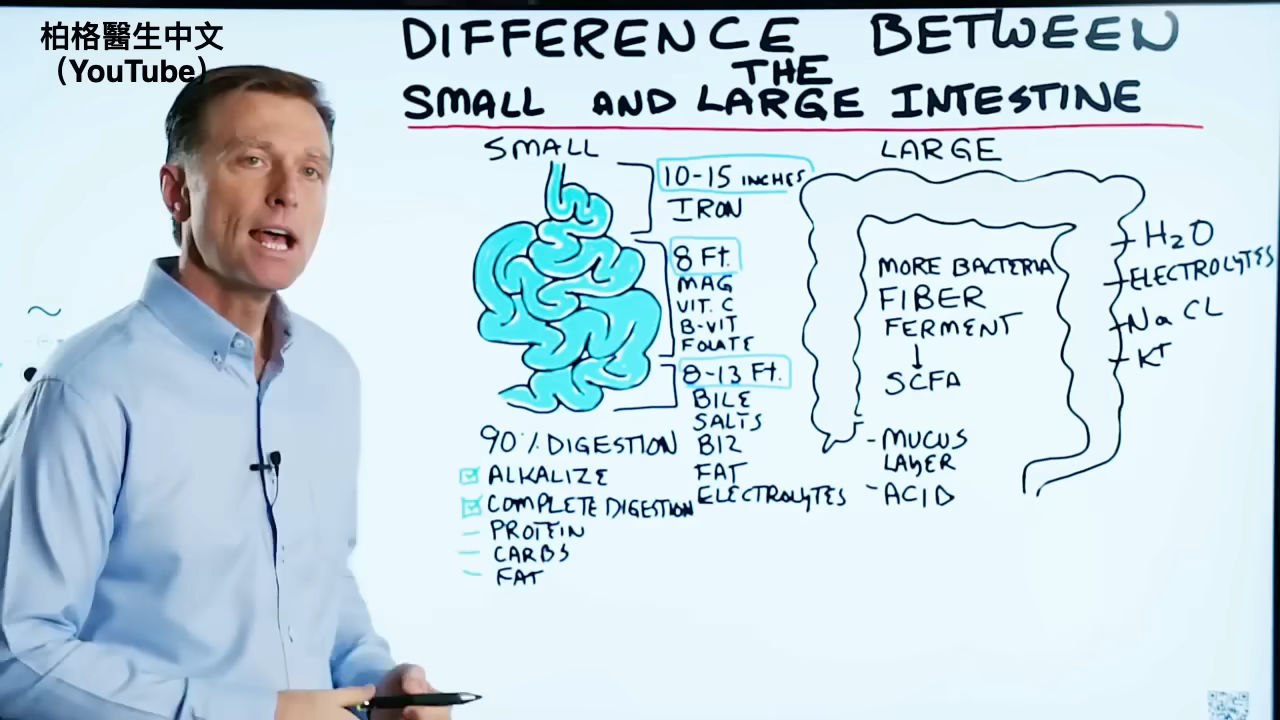 柏格醫生中文
（YouTube）
DIFFERENCE BETWEEN
THE
SMALL AND LARGE INTESTINE
SMALL
10-15 INCHES
IRON
8 Ft.
MAG
VIT. C
B-VIT
FOLATE
8-13 Ft.
BILE
SALTS
B12
FAT
ELECTROLYTES
90% DIGESTION
ALKALIZE
COMPLETE DIGESTION
- PROTEIN
- CARBS
- FAT
LARGE
MORE BACTERIA
FIBER
FERMENT
↓
SCFA
- MUCUS
LAYER
- ACID
H2O
ELECTROLYTES
Na CL
K+